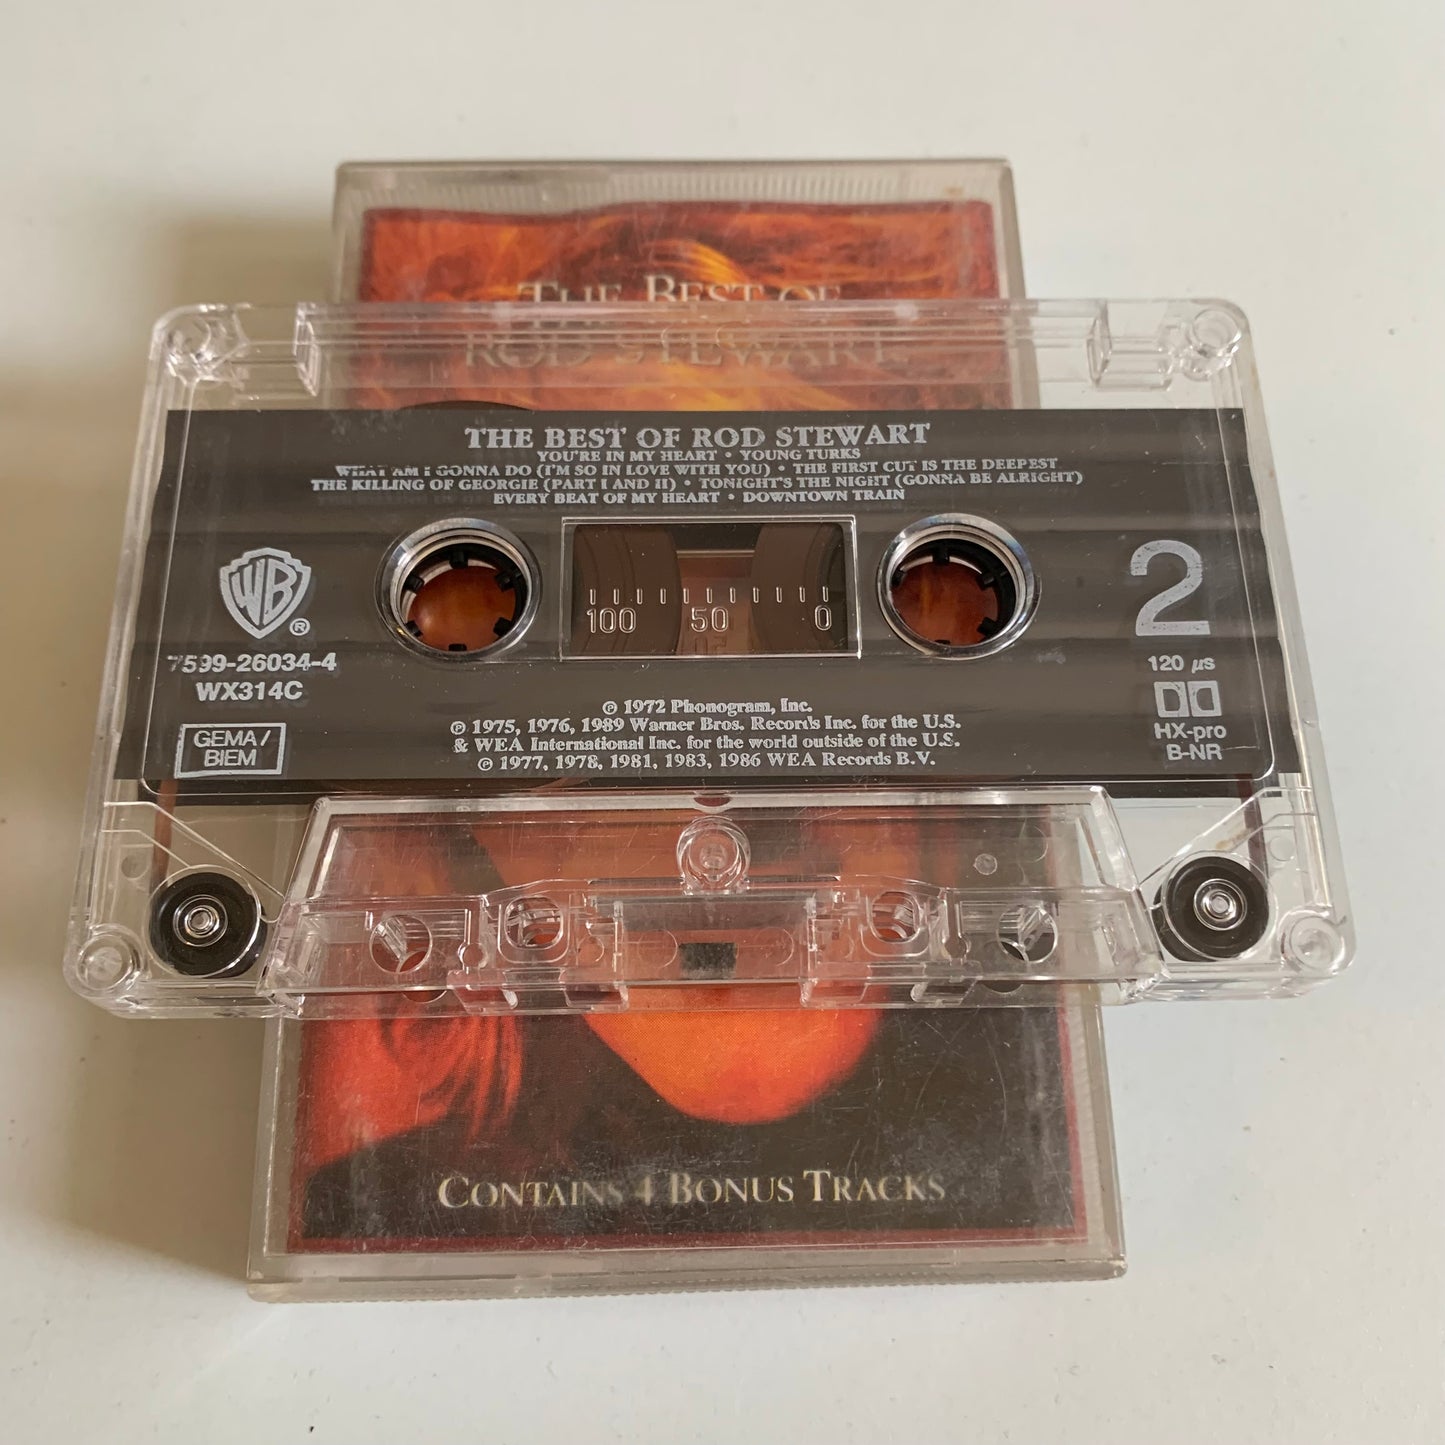 THE BEST OF
ROD STEWART
THE BEST OF ROD STEWART
YOU'RE IN MY HEART • YOUNG TURKS
WHAT AM I GONNA DO (I'M SO IN LOVE WITH YOU) • THE FIRST CUT IS THE DEEPEST
THE KILLING OF GEORGIE (PART I AND II) • TONIGHT'S THE NIGHT (GONNA BE ALRIGHT)
EVERY BEAT OF MY HEART • DOWNTOWN TRAIN
WB
®
7599-26034-4
WX314C
GEMA/
BIEM
100 50 0
2
120 µs
HX-pro
B-NR
℗ 1972 Phonogram, Inc.
℗ 1975, 1976, 1989 Warner Bros. Records Inc. for the U.S.
& WEA International Inc. for the world outside of the U.S.
℗ 1977, 1978, 1981, 1983, 1986 WEA Records B.V.
CONTAINS 4 BONUS TRACKS